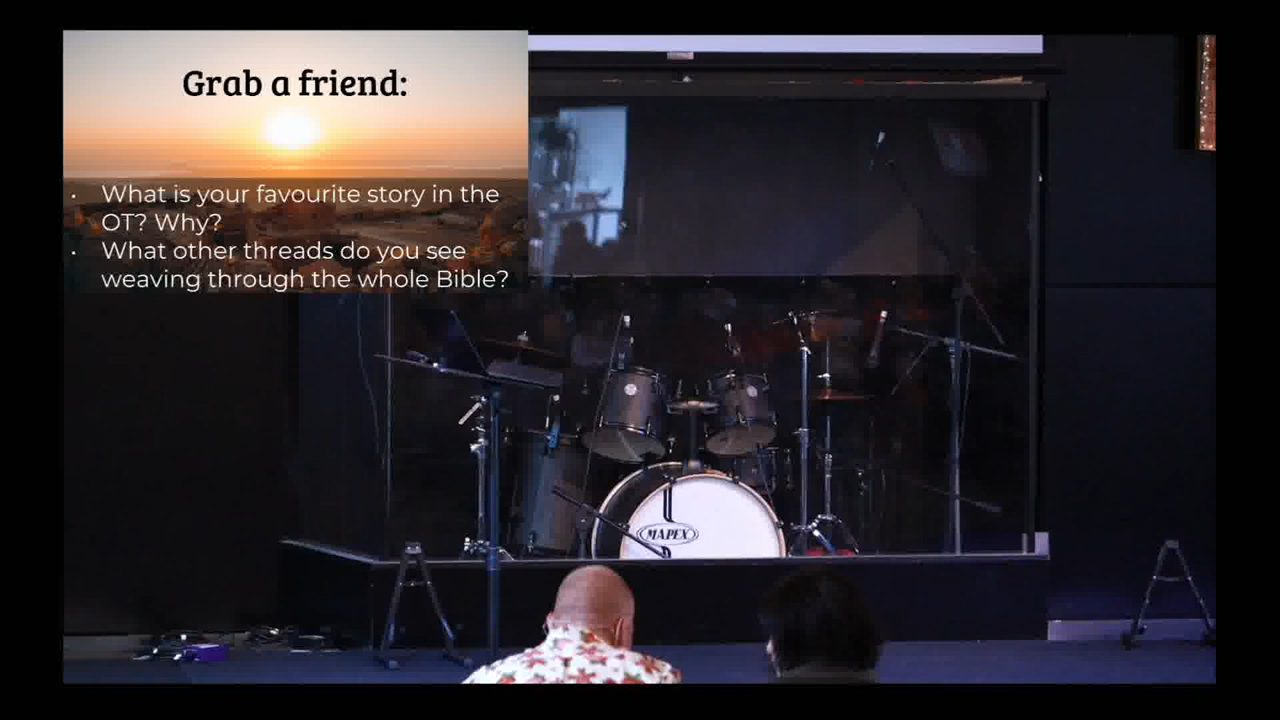 Grab a friend:
• What is your favourite story in the
OT? Why?
• What other threads do you see
weaving through the whole Bible?
MAPEX